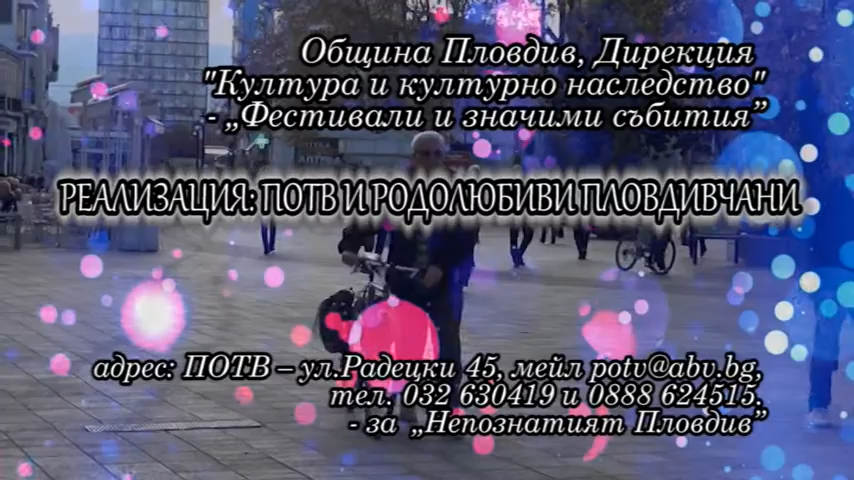 Община Пловдив, Дирекция
"Култура и културно наследство"
- „Фестивали и значими събития”
РЕАЛИЗАЦИЯ: ПОТВ И РОДОЛЮБИВИ ПЛОВДИВЧАНИ
адрес: ПОТВ – ул.Радецки 45, мейл potv@abv.bg,
тел. 032 630419 и 0888 624515.
- за „Непознатият Пловдив”